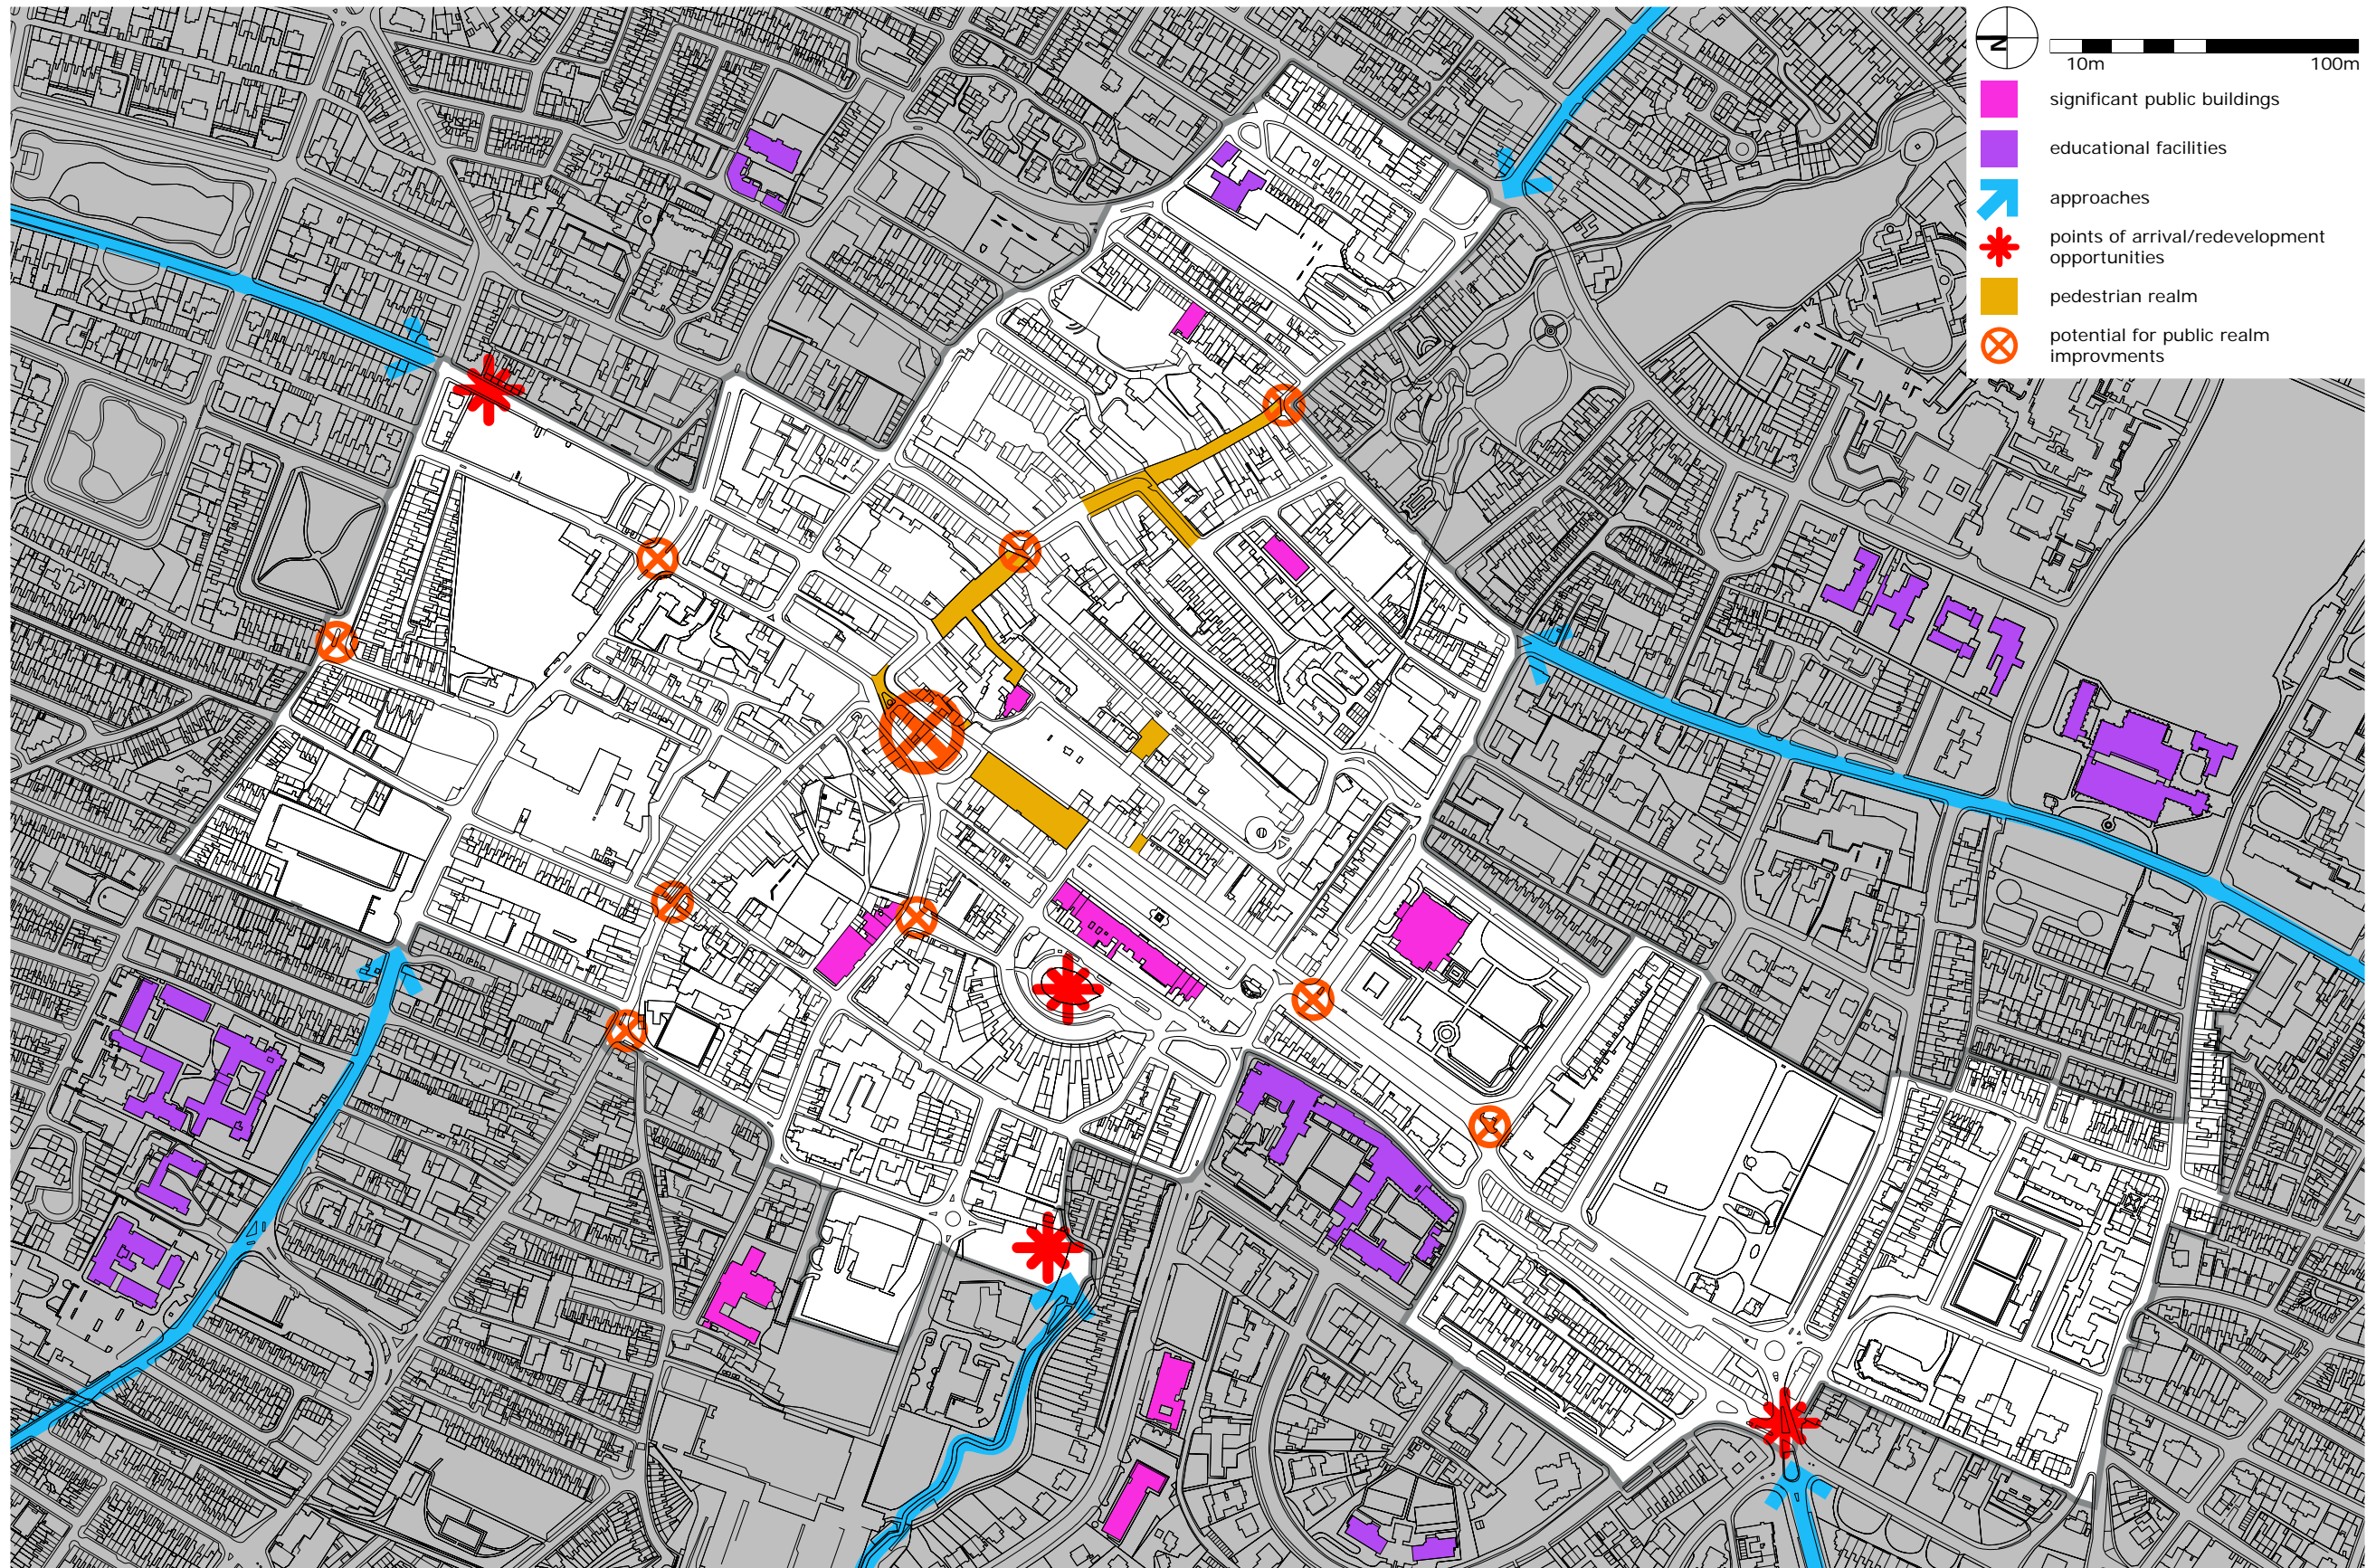 N
10m 100m
significant public buildings
educational facilities
approaches
points of arrival/redevelopment
opportunities
pedestrian realm
potential for public realm
improvments